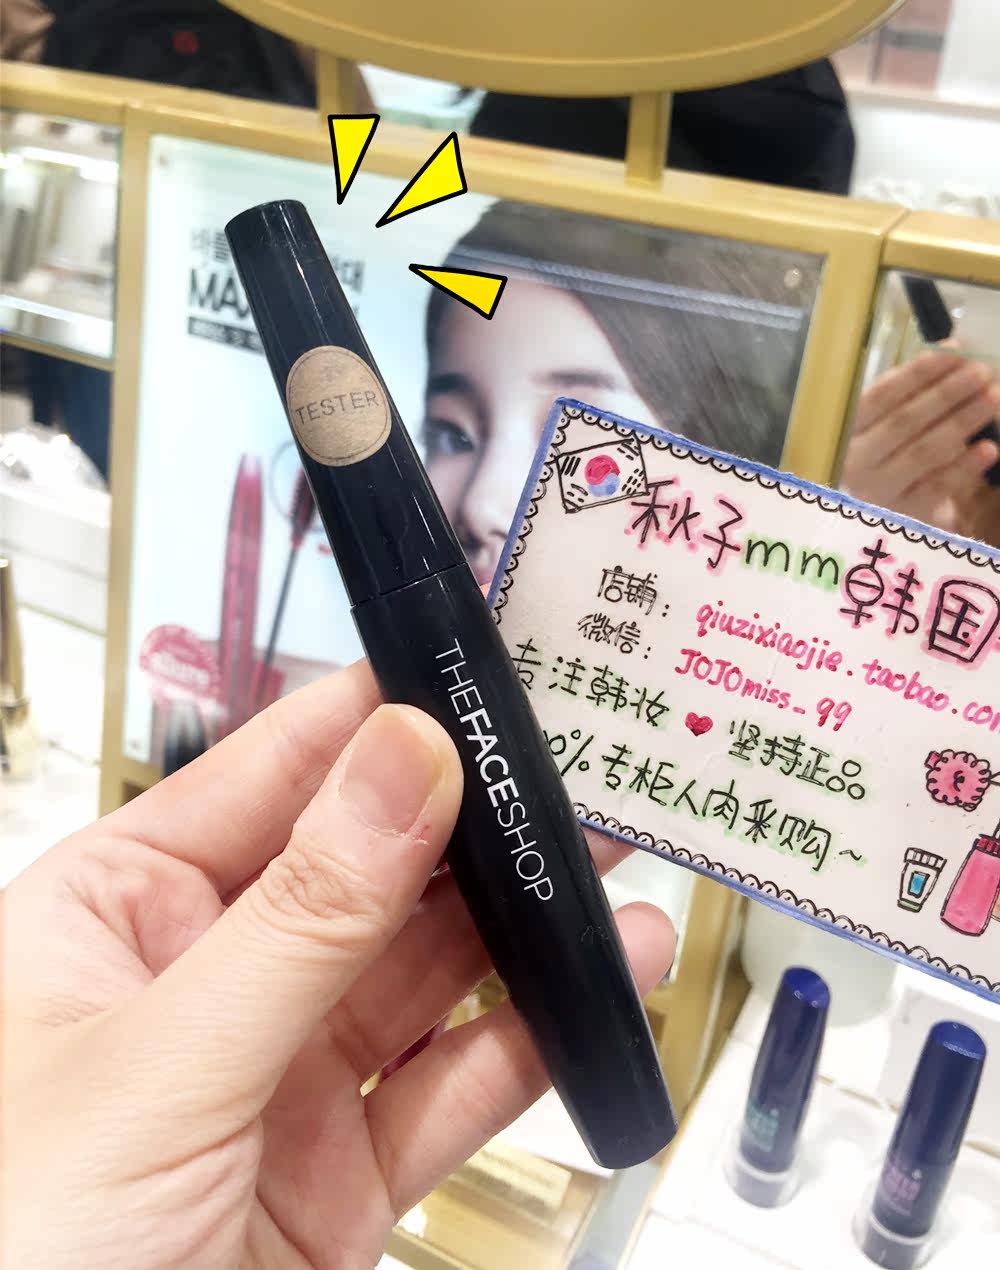 TESTER
THEFACESHOP
秋子mm韩国
店铺: qiuzixiaojie.taobao.com
微信: JOJOmiss_99
专注韩妆 ❤ 坚持正品
0%专柜人肉采购~